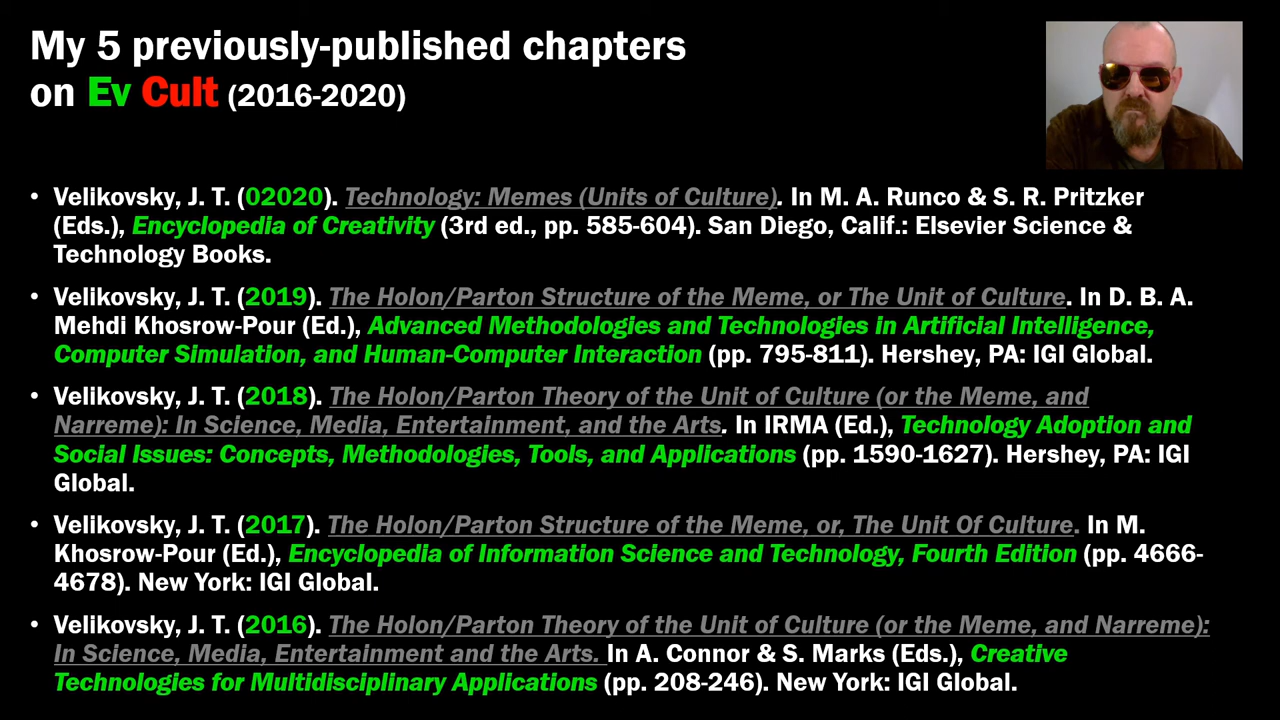 My 5 previously-published chapters
on Ev Cult (2016-2020)
• Velikovsky, J. T. (02020). Technology: Memes (Units of Culture). In M. A. Runco & S. R. Pritzker
(Eds.), Encyclopedia of Creativity (3rd ed., pp. 585-604). San Diego, Calif.: Elsevier Science &
Technology Books.
• Velikovsky, J. T. (2019). The Holon/Parton Structure of the Meme, or The Unit of Culture. In D. B. A.
Mehdi Khosrow-Pour (Ed.), Advanced Methodologies and Technologies in Artificial Intelligence,
Computer Simulation, and Human-Computer Interaction (pp. 795-811). Hershey, PA: IGI Global.
• Velikovsky, J. T. (2018). The Holon/Parton Theory of the Unit of Culture (or the Meme, and
Narreme): In Science, Media, Entertainment, and the Arts. In IRMA (Ed.), Technology Adoption and
Social Issues: Concepts, Methodologies, Tools, and Applications (pp. 1590-1627). Hershey, PA: IGI
Global.
• Velikovsky, J. T. (2017). The Holon/Parton Structure of the Meme, or, The Unit Of Culture. In M.
Khosrow-Pour (Ed.), Encyclopedia of Information Science and Technology, Fourth Edition (pp. 4666-
4678). New York: IGI Global.
• Velikovsky, J. T. (2016). The Holon/Parton Theory of the Unit of Culture (or the Meme, and Narreme):
In Science, Media, Entertainment and the Arts. In A. Connor & S. Marks (Eds.), Creative
Technologies for Multidisciplinary Applications (pp. 208-246). New York: IGI Global.